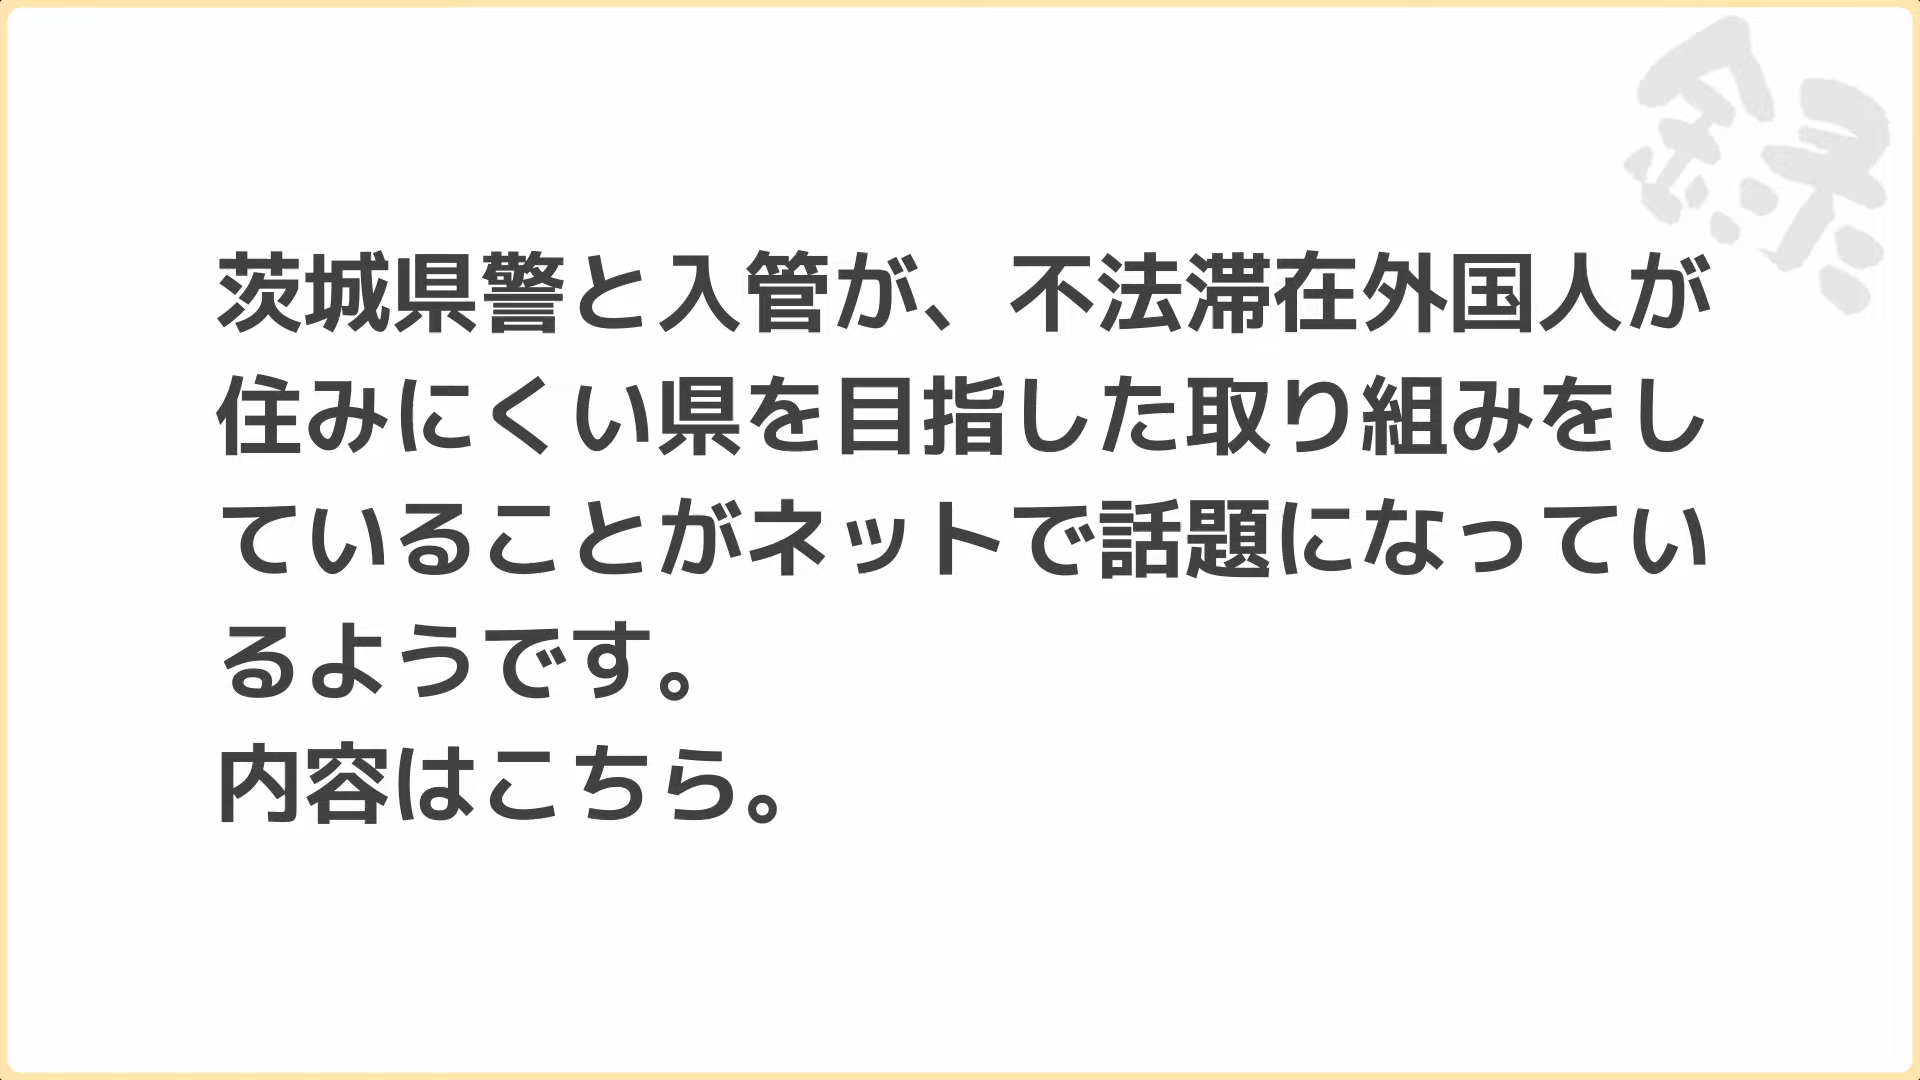 録
茨城県警と入管が、不法滞在外国人が
住みにくい県を目指した取り組みをし
ていることがネットで話題になってい
るようです。
内容はこちら。